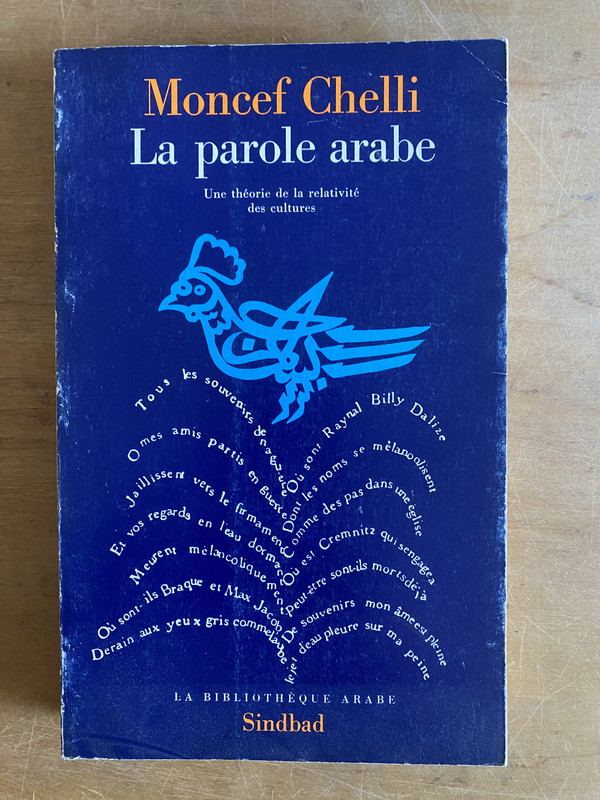 Moncef Chelli
La parole arabe
Une théorie de la relativité
des cultures
Tous les souvenirs de naguère
O mes amis partis en guerre
Jaillissent vers le firmament
Et vos regards en l'eau dormant
Meurent mélancoliquement
Où sont-ils Braque et Max Jacob
Derain aux yeux gris comme l'aube
Où sont Raynal Billy Dalize
Dont les noms se mélancolisent
Comme des pas dans une église
Où est Cremnitz qui s'engagea
Peut-être sont-ils morts déjà
De souvenirs mon âme est pleine
le jet d'eau pleure sur ma peine
LA BIBLIOTHÈQUE ARABE
Sindbad